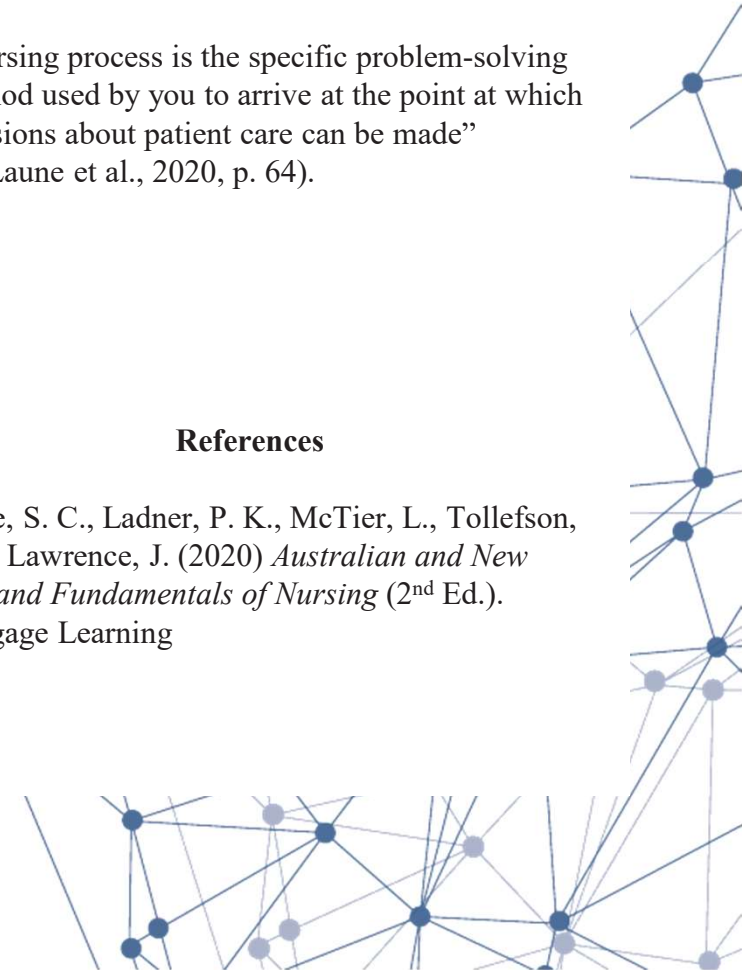 rsing process is the specific problem-solving
od used by you to arrive at the point at which
sions about patient care can be made”
aune et al., 2020, p. 64).
References
e, S. C., Ladner, P. K., McTier, L., Tollefson,
Lawrence, J. (2020) Australian and New
and Fundamentals of Nursing (2nd Ed.).
gage Learning